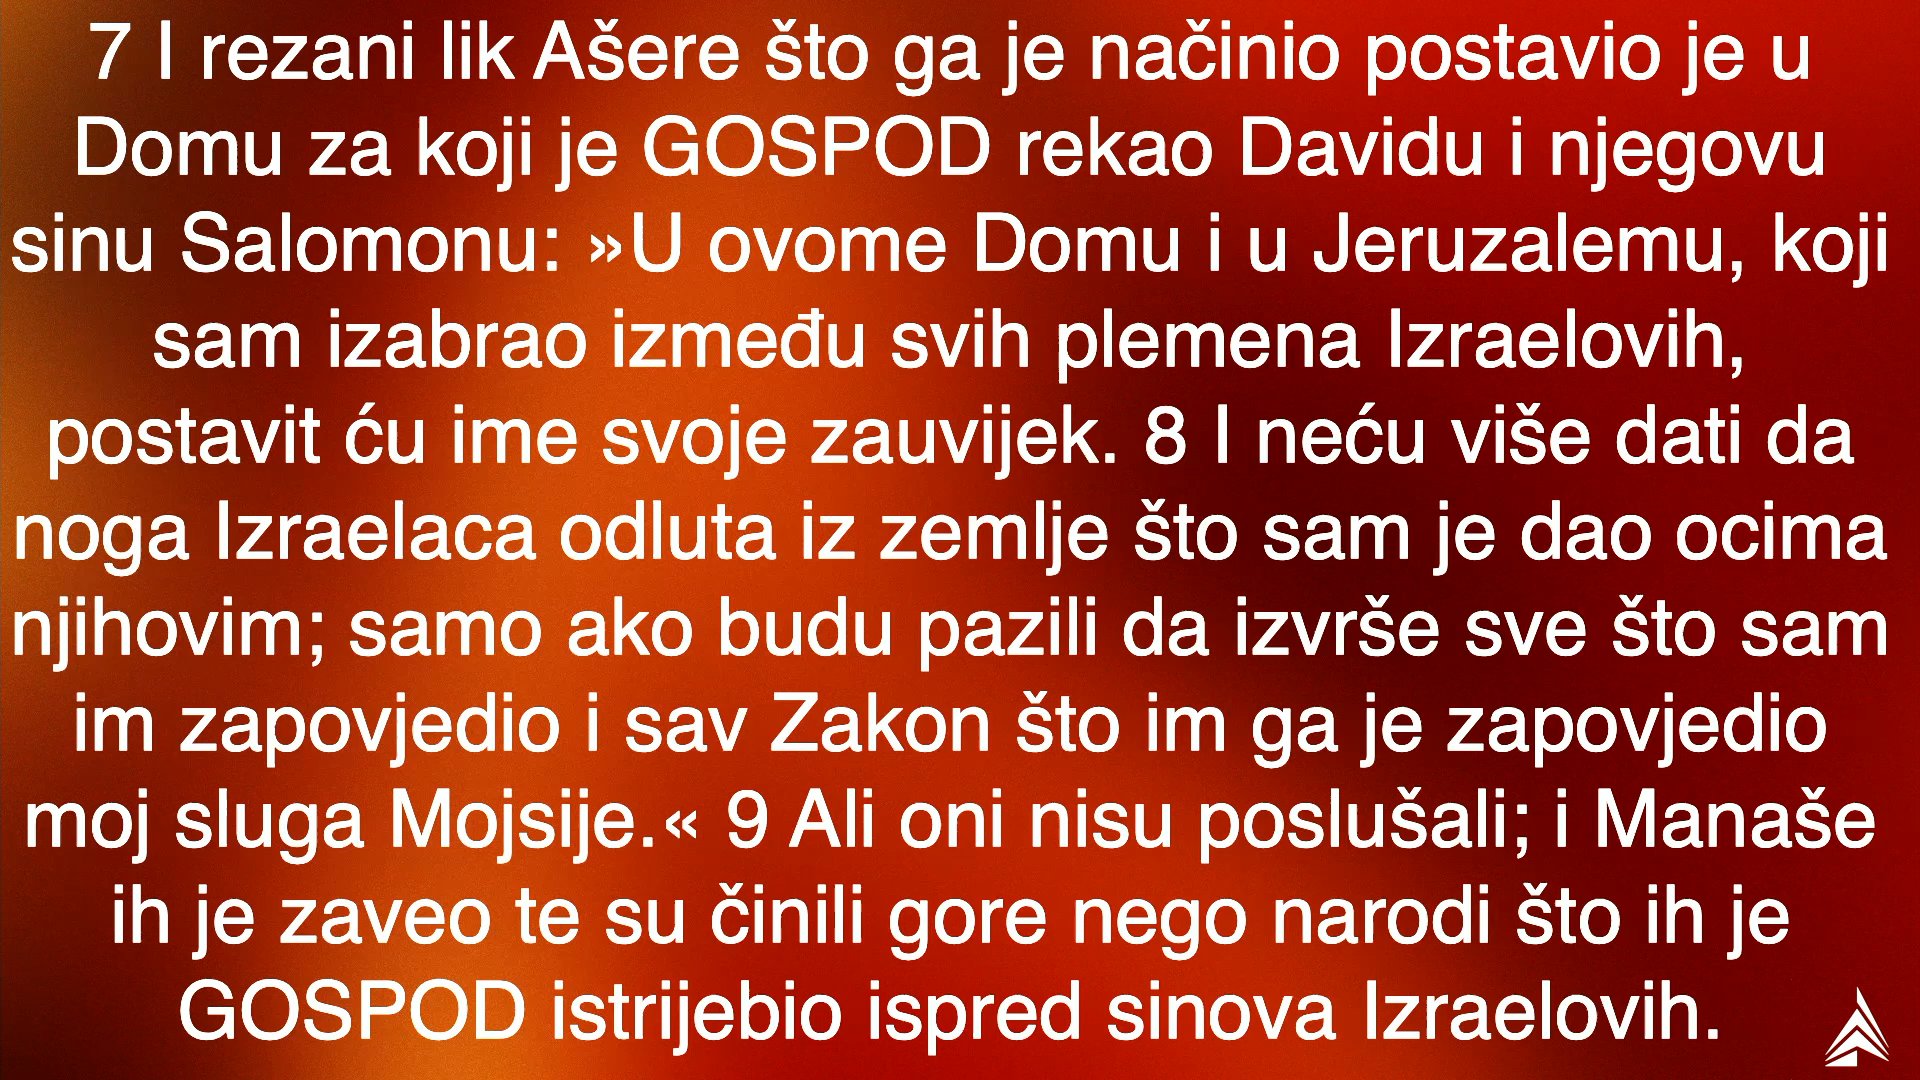 7 I rezani lik Ašere što ga je načinio postavio je u
Domu za koji je GOSPOD rekao Davidu i njegovu
sinu Salomonu: »U ovome Domu i u Jeruzalemu, koji
sam izabrao između svih plemena Izraelovih,
postavit ću ime svoje zauvijek. 8 I neću više dati da
noga Izraelaca odluta iz zemlje što sam je dao ocima
njihovim; samo ako budu pazili da izvrše sve što sam
im zapovjedio i sav Zakon što im ga je zapovjedio
moj sluga Mojsije.« 9 Ali oni nisu poslušali; i Manaše
ih je zaveo te su činili gore nego narodi što ih je
GOSPOD istrijebio ispred sinova Izraelovih.